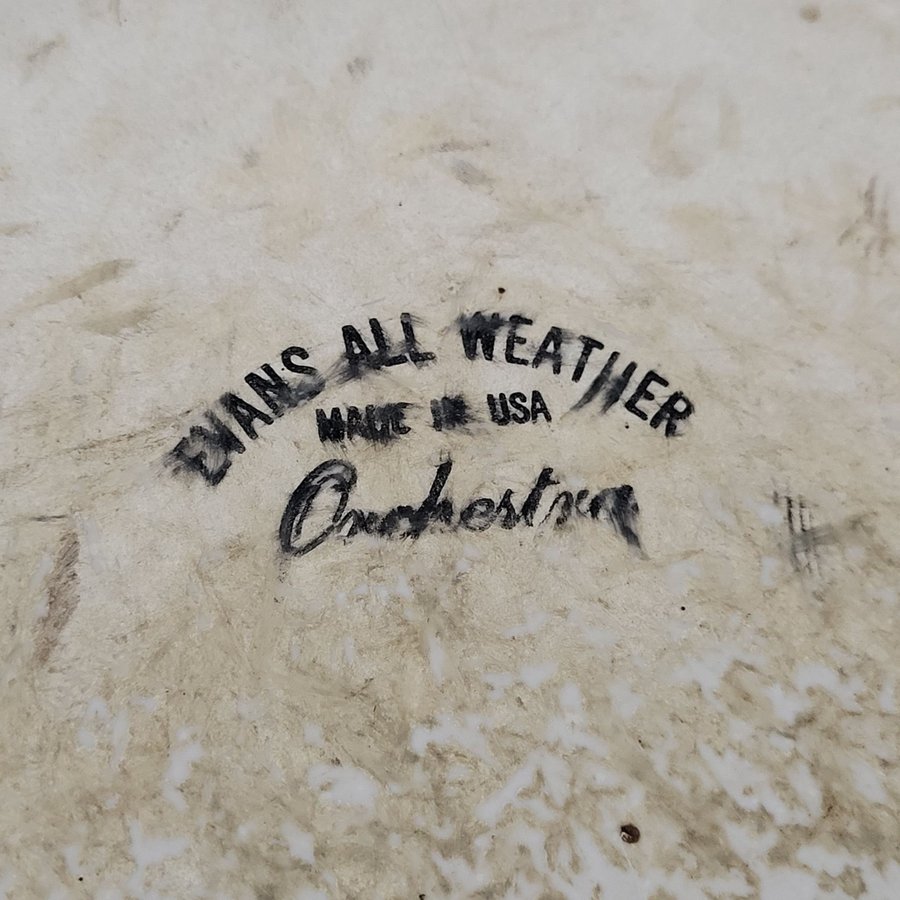 EVANS ALL WEATHER
MADE IN USA
Orchestra